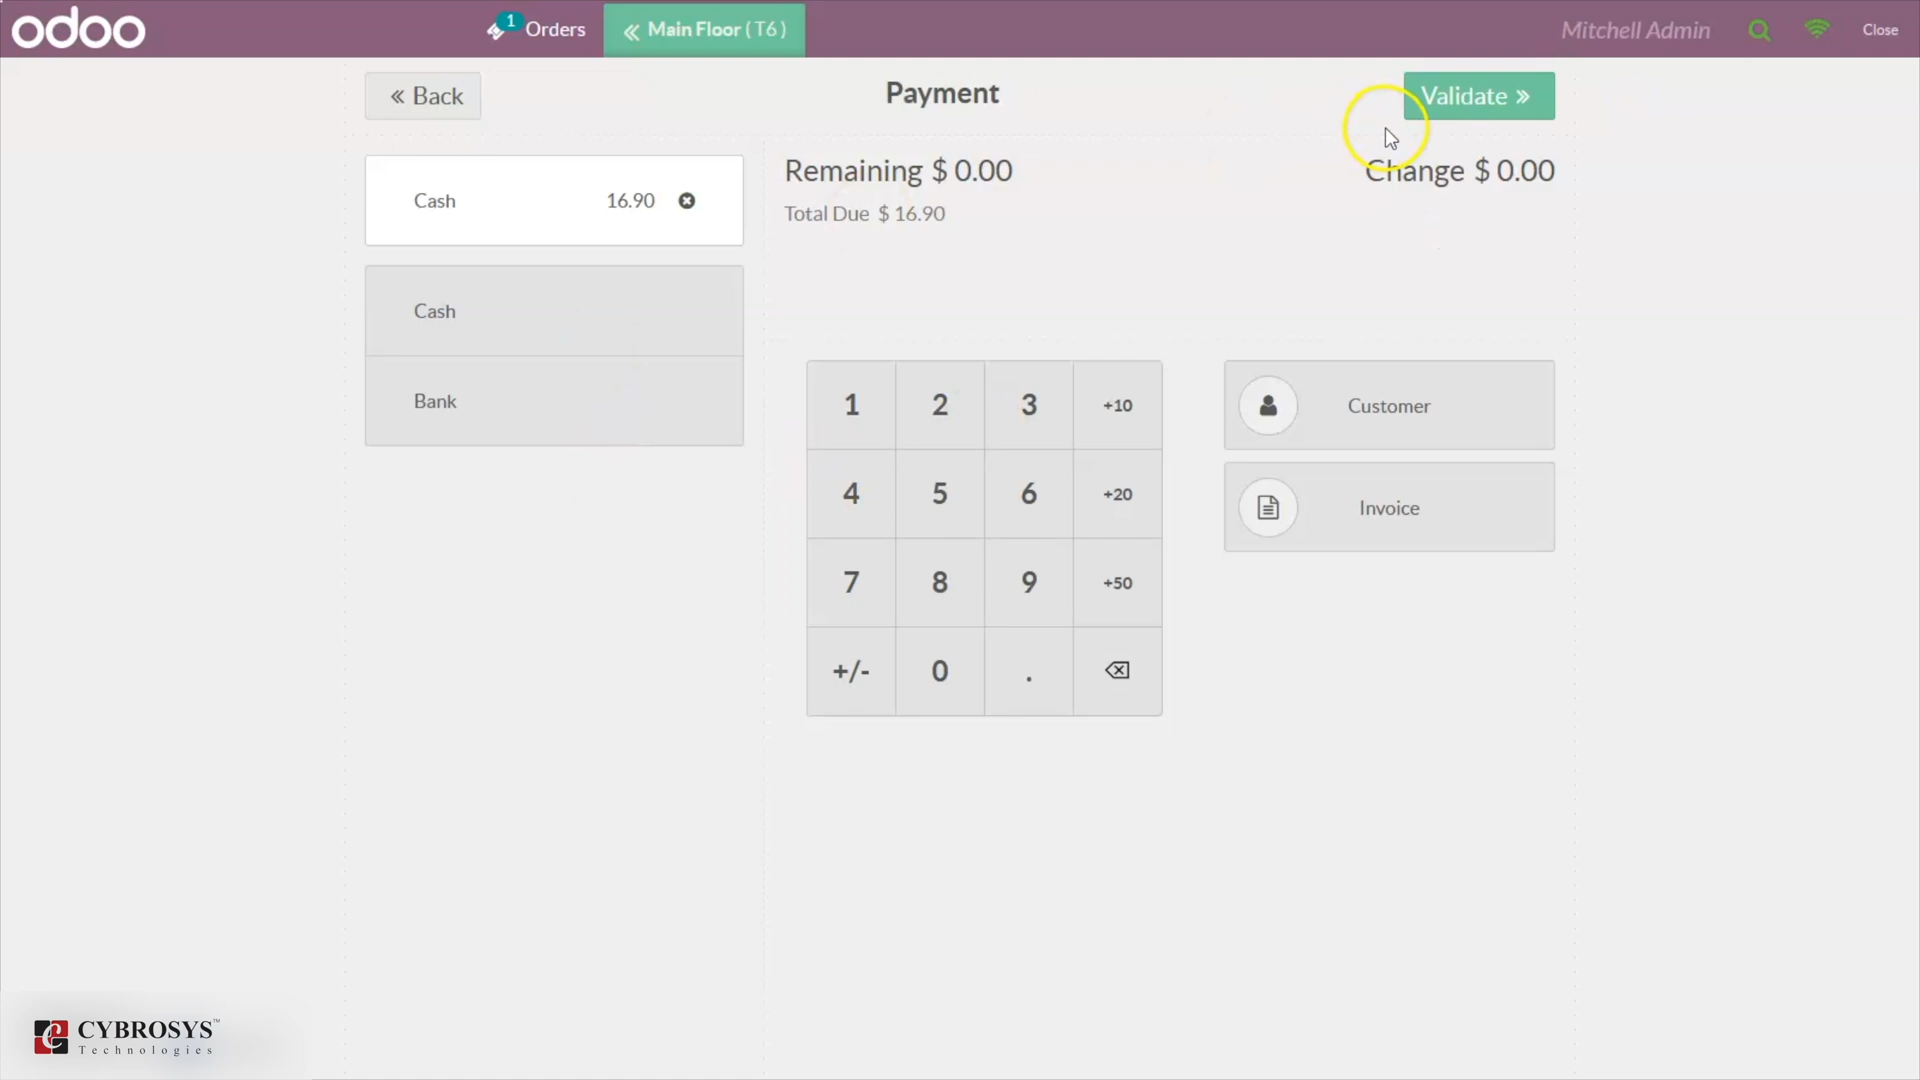 odoo
1 Orders
Main Floor ( T6 )
Mitchell Admin
Close
Back
Payment
Validate
Cash 16.90
Remaining $ 0.00
Change $ 0.00
Total Due $ 16.90
Cash
Bank
1 2 3 +10
4 5 6 +20
7 8 9 +50
+/- 0 .
Customer
Invoice
CYBROSYS™
Technologies